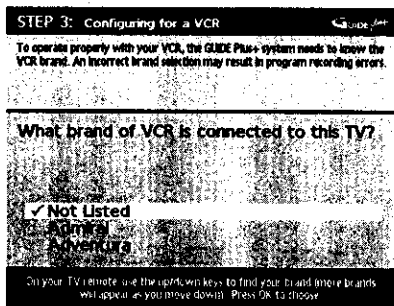 STEP 3: Configuring for a VCR
GUIDE Plus+
To operate properly with your VCR, the GUIDE Plus+ system needs to know the
VCR brand. An incorrect brand selection may result in program recording errors.
What brand of VCR is connected to this TV?
✓ Not Listed
Admiral
Adventura
On your TV remote use the up/down keys to find your brand (more brands
will appear as you move down). Press OK to choose.